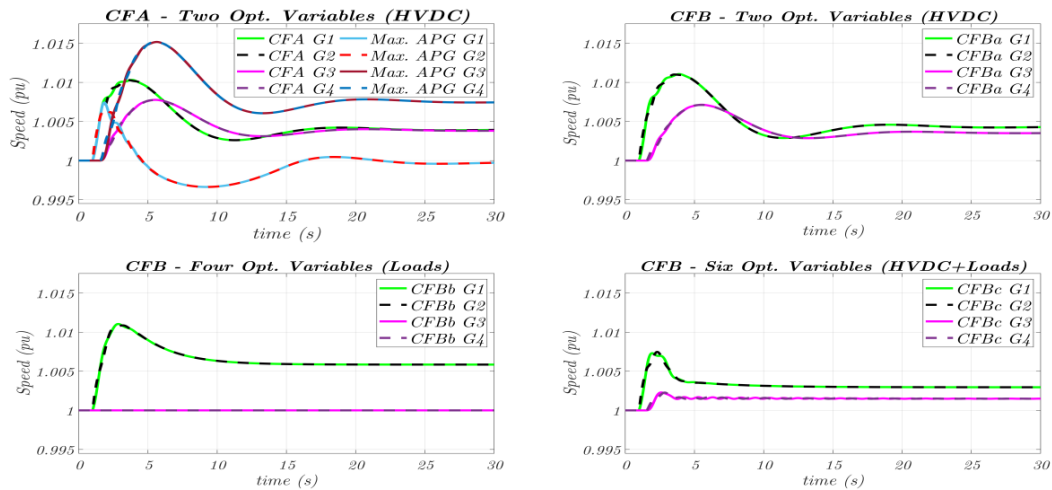 CFA - Two Opt. Variables (HVDC)
Speed (pu)
1.015
1.01
1.005
1
0.995
CFA G1
CFA G2
CFA G3
CFA G4
Max. APG G1
Max. APG G2
Max. APG G3
Max. APG G4
0 5 10 15 20 25 30
time (s)
CFB - Two Opt. Variables (HVDC)
Speed (pu)
1.015
1.01
1.005
1
0.995
CFBa G1
CFBa G2
CFBa G3
CFBa G4
0 5 10 15 20 25 30
time (s)
CFB - Four Opt. Variables (Loads)
Speed (pu)
1.015
1.01
1.005
1
0.995
CFBb G1
CFBb G2
CFBb G3
CFBb G4
0 5 10 15 20 25 30
time (s)
CFB - Six Opt. Variables (HVDC+Loads)
Speed (pu)
1.015
1.01
1.005
1
0.995
CFBc G1
CFBc G2
CFBc G3
CFBc G4
0 5 10 15 20 25 30
time (s)